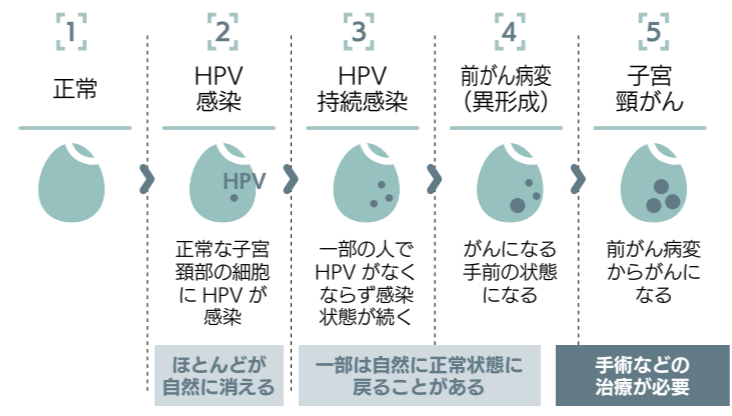 1
正常
2
HPV
感染
HPV
正常な子宮
頚部の細胞
に HPV が
感染
ほとんどが
自然に消える
3
HPV
持続感染
一部の人で
HPV がなく
ならず感染
状態が続く
4
前がん病変
（異形成）
がんになる
手前の状態
になる
一部は自然に正常状態に
戻ることがある
5
子宮
頸がん
前がん病変
からがんに
なる
手術などの
治療が必要